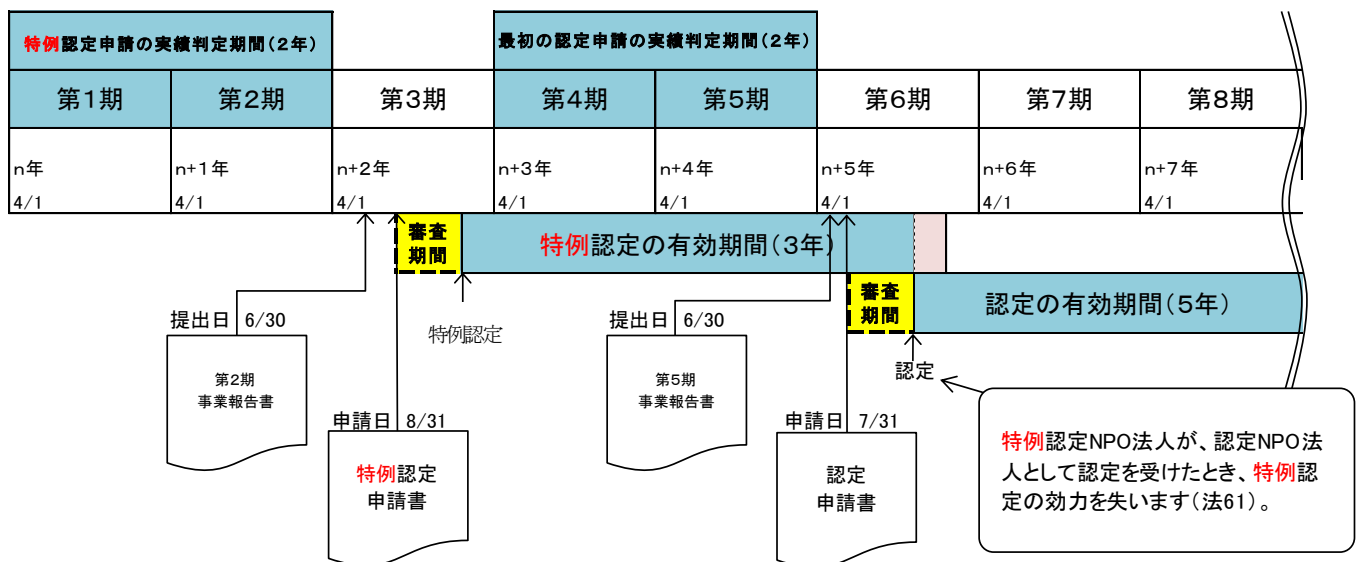 特例認定申請の実績判定期間(2年)
最初の認定申請の実績判定期間(2年)
第1期
第2期
第3期
第4期
第5期
第6期
第7期
第8期
n年
4/1
n+1年
4/1
n+2年
4/1
n+3年
4/1
n+4年
4/1
n+5年
4/1
n+6年
4/1
n+7年
4/1
審査
期間
特例認定の有効期間(3年)
審査
期間
認定の有効期間(5年)
提出日 6/30
特例認定
提出日 6/30
認定
第2期
事業報告書
第5期
事業報告書
申請日 8/31
申請日 7/31
特例認定
申請書
認定
申請書
特例認定NPO法人が、認定NPO法
人として認定を受けたとき、特例認
定の効力を失います(法61)。